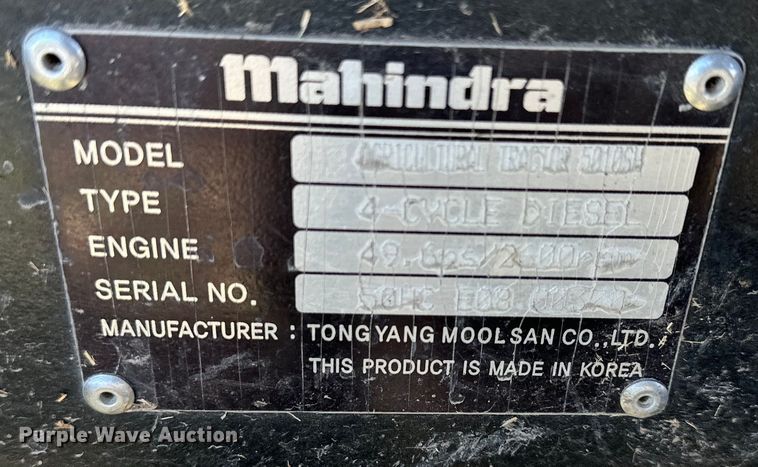 mahindra
MODEL AGRICULTURAL TRACTOR
TYPE 4-CYCLE DIESEL
ENGINE
SERIAL NO.
MANUFACTURER : TONG YANG MOOLSAN CO.,LTD.
THIS PRODUCT IS MADE IN KOREA
Purple Wave Auction